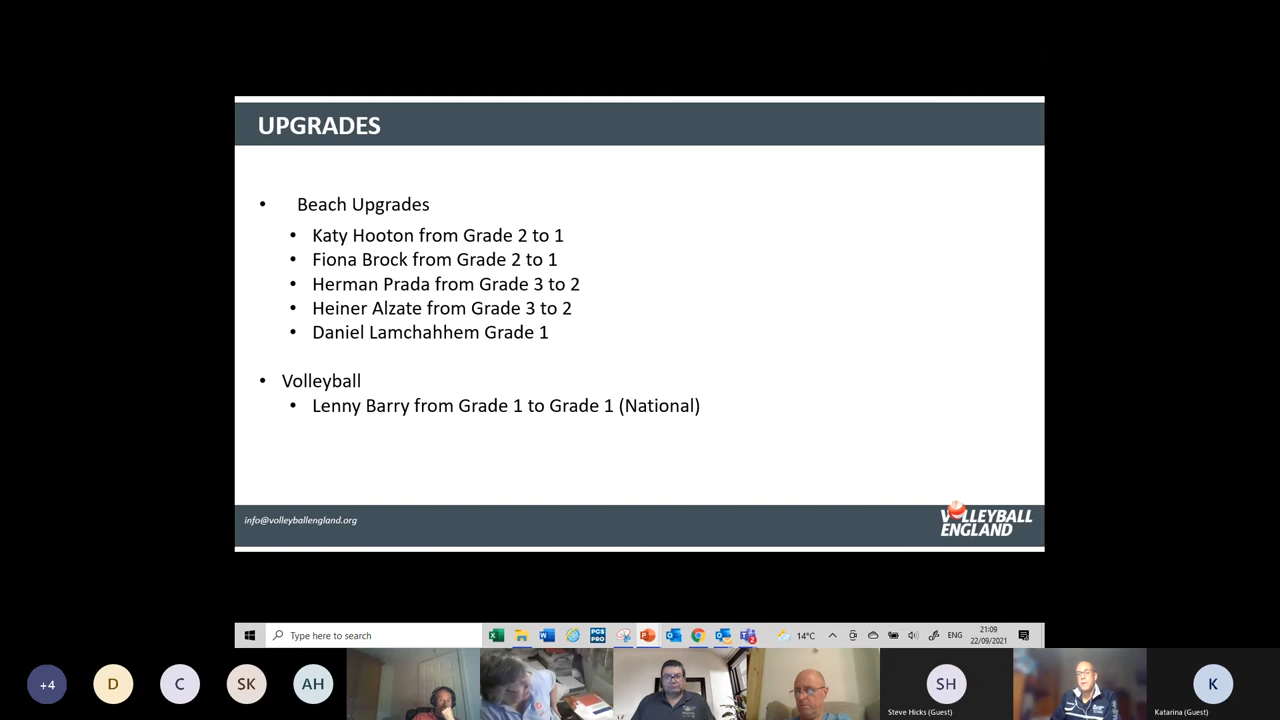 UPGRADES
• Beach Upgrades
• Katy Hooton from Grade 2 to 1
• Fiona Brock from Grade 2 to 1
• Herman Prada from Grade 3 to 2
• Heiner Alzate from Grade 3 to 2
• Daniel Lamchahhem Grade 1
• Volleyball
• Lenny Barry from Grade 1 to Grade 1 (National)
info@volleyballengland.org
VOLLEYBALL
ENGLAND
Type here to search
PCS
PRO
14°C
ENG
21:09
22/09/2021
+4
D
C
SK
AH
SH
Steve Hicks (Guest)
K
Katarina (Guest)